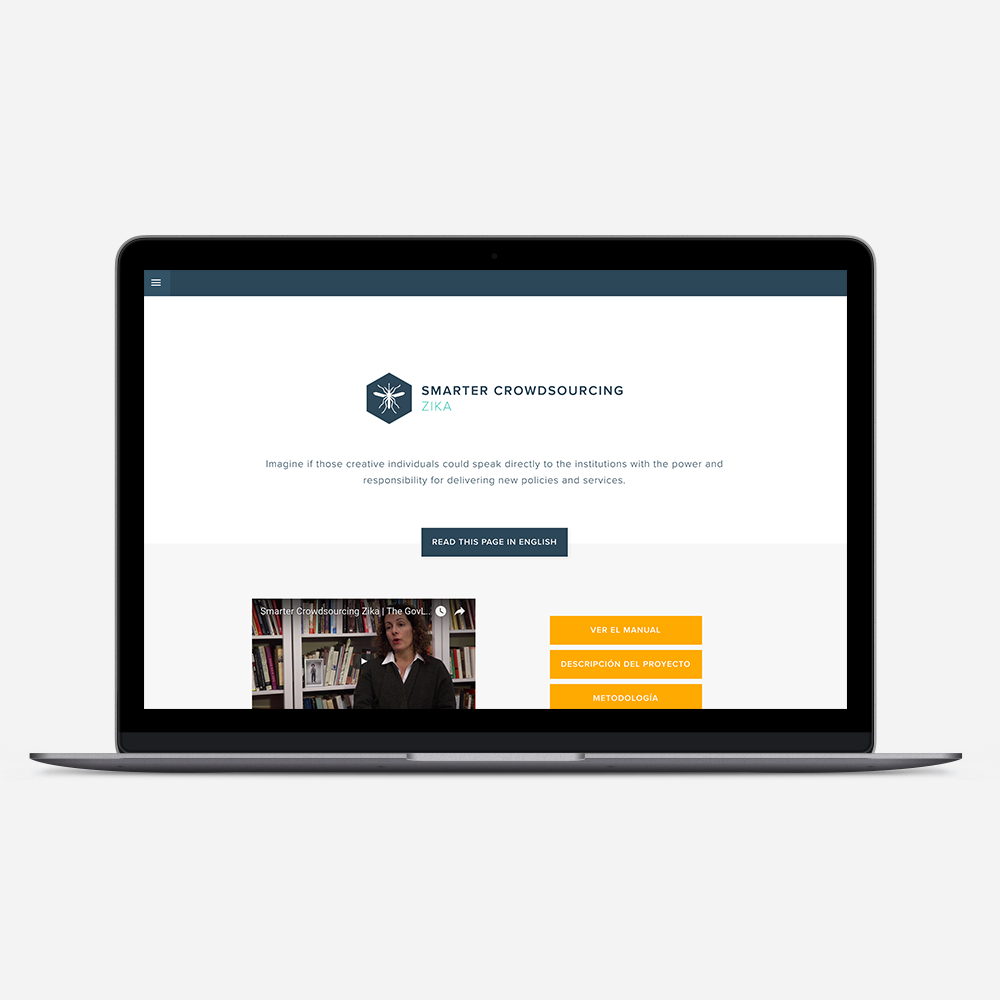 SMARTER CROWDSOURCING
ZIKA
Imagine if those creative individuals could speak directly to the institutions with the power and
responsibility for delivering new policies and services.
READ THIS PAGE IN ENGLISH
Smarter Crowdsourcing Zika | The GovL...
VER EL MANUAL
DESCRIPCIÓN DEL PROYECTO
METODOLOGÍA